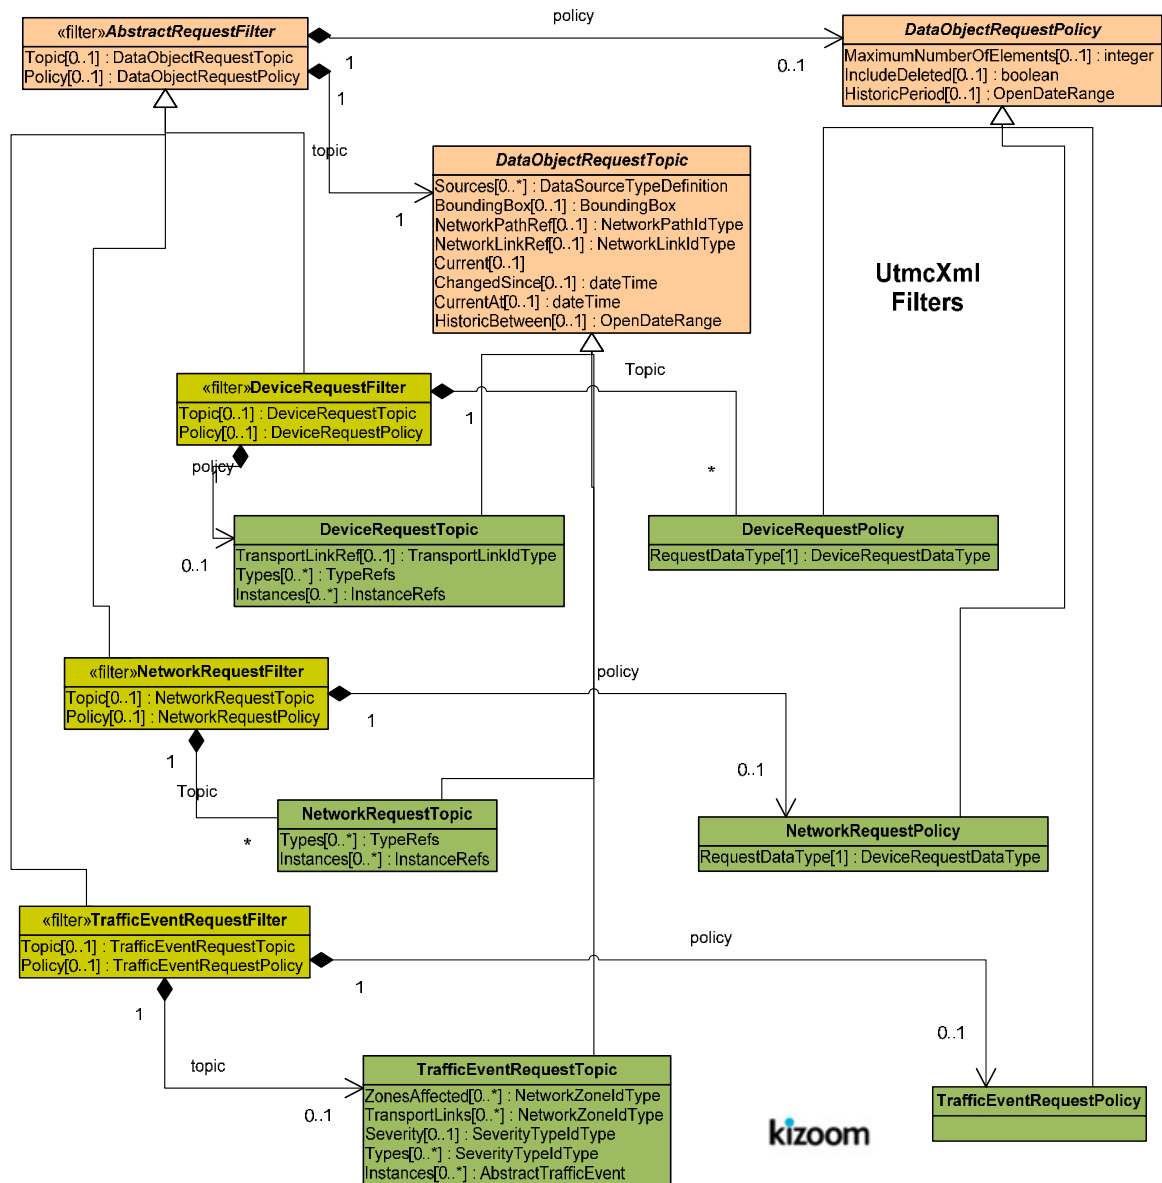 policy
«filter»AbstractRequestFilter
Topic[0..1] : DataObjectRequestTopic
Policy[0..1] : DataObjectRequestPolicy
1
1
0..1
DataObjectRequestPolicy
MaximumNumberOfElements[0..1] : integer
IncludeDeleted[0..1] : boolean
HistoricPeriod[0..1] : OpenDateRange
topic
1
DataObjectRequestTopic
Sources[0..*] : DataSourceTypeDefinition
BoundingBox[0..1] : BoundingBox
NetworkPathRef[0..1] : NetworkPathIdType
NetworkLinkRef[0..1] : NetworkLinkIdType
Current[0..1]
ChangedSince[0..1] : dateTime
CurrentAt[0..1] : dateTime
HistoricBetween[0..1] : OpenDateRange
UtmcXml
Filters
«filter»DeviceRequestFilter
Topic[0..1] : DeviceRequestTopic
Policy[0..1] : DeviceRequestPolicy
Topic
1
*
policy
1
0..1
DeviceRequestTopic
TransportLinkRef[0..1] : TransportLinkIdType
Types[0..*] : TypeRefs
Instances[0..*] : InstanceRefs
DeviceRequestPolicy
RequestDataType[1] : DeviceRequestDataType
«filter»NetworkRequestFilter
Topic[0..1] : NetworkRequestTopic
Policy[0..1] : NetworkRequestPolicy
policy
1
0..1
1
Topic
*
NetworkRequestTopic
Types[0..*] : TypeRefs
Instances[0..*] : InstanceRefs
NetworkRequestPolicy
RequestDataType[1] : DeviceRequestDataType
«filter»TrafficEventRequestFilter
Topic[0..1] : TrafficEventRequestTopic
Policy[0..1] : TrafficEventRequestPolicy
policy
1
0..1
1
topic
0..1
TrafficEventRequestTopic
ZonesAffected[0..*] : NetworkZoneIdType
TransportLinks[0..*] : NetworkZoneIdType
Severity[0..1] : SeverityTypeIdType
Types[0..*] : SeverityTypeIdType
Instances[0..*] : AbstractTrafficEvent
TrafficEventRequestPolicy
kizoom